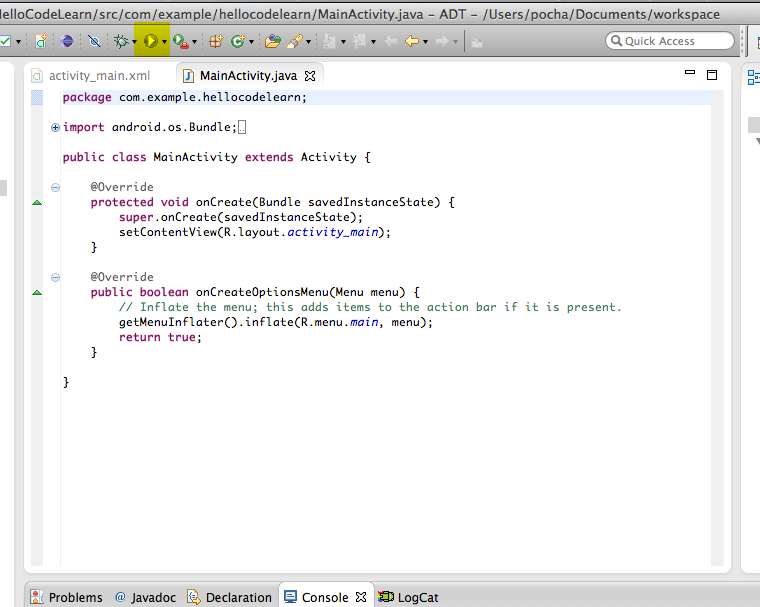 elloCodeLearn/src/com/example/hellocodelearn/MainActivity.java - ADT - /Users/pocha/Documents/workspace
Quick Access
activity_main.xml MainActivity.java
package com.example.hellocodelearn;
import android.os.Bundle;
public class MainActivity extends Activity {
@Override
protected void onCreate(Bundle savedInstanceState) {
super.onCreate(savedInstanceState);
setContentView(R.layout.activity_main);
}
@Override
public boolean onCreateOptionsMenu(Menu menu) {
// Inflate the menu; this adds items to the action bar if it is present.
getMenuInflater().inflate(R.menu.main, menu);
return true;
}
}
Problems @ Javadoc Declaration Console LogCat